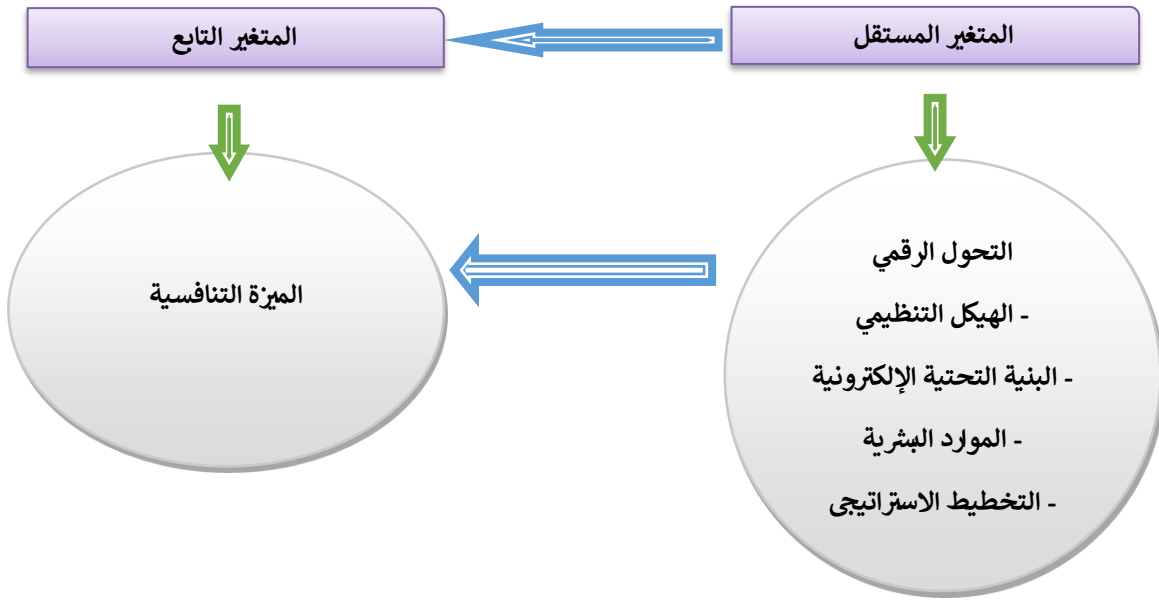 المتغير المستقل
المتغير التابع
التحول الرقمي
- الهيكل التنظيمي
- البنية التحتية الإلكترونية
- الموارد البشرية
- التخطيط الاستراتيجى
الميزة التنافسية